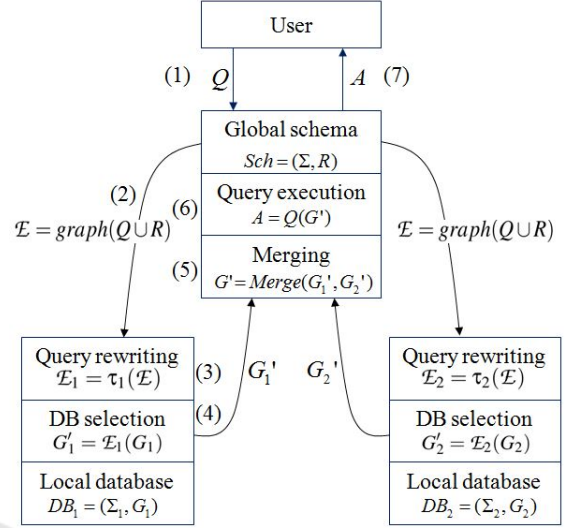 User
(1) Q A (7)
Global schema
Sch = (Σ, R)
(2)
Query execution
(6)
A = Q(G')
ℰ = graph(Q ∪ R)
ℰ = graph(Q ∪ R)
Merging
(5)
G' = Merge(G₁', G₂')
Query rewriting
ℰ₁ = τ₁(ℰ)
(3) G₁' G₂'
Query rewriting
ℰ₂ = τ₂(ℰ)
(4)
DB selection
G′₁ = ℰ₁(G₁)
DB selection
G′₂ = ℰ₂(G₂)
Local database
DB₁ = (Σ₁, G₁)
Local database
DB₂ = (Σ₂, G₂)